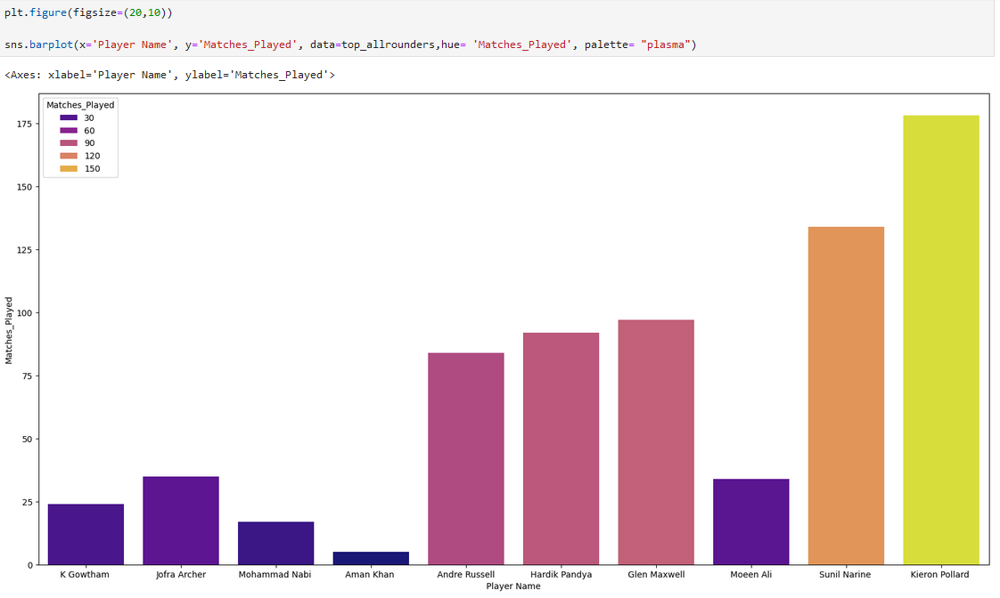 plt.figure(figsize=(20,10))
sns.barplot(x='Player Name', y='Matches_Played', data=top_allrounders,hue= 'Matches_Played', palette= "plasma")
<Axes: xlabel='Player Name', ylabel='Matches_Played'>
Matches_Played
30
60
90
120
150
175
150
125
100
75
50
25
0
Matches_Played
K Gowtham Jofra Archer Mohammad Nabi Aman Khan Andre Russell Hardik Pandya Glen Maxwell Moeen Ali Sunil Narine Kieron Pollard
Player Name